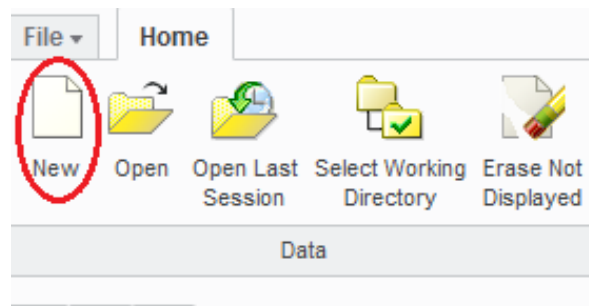 File Home
New Open Open Last Select Working Erase Not
Session Directory Displayed
Data